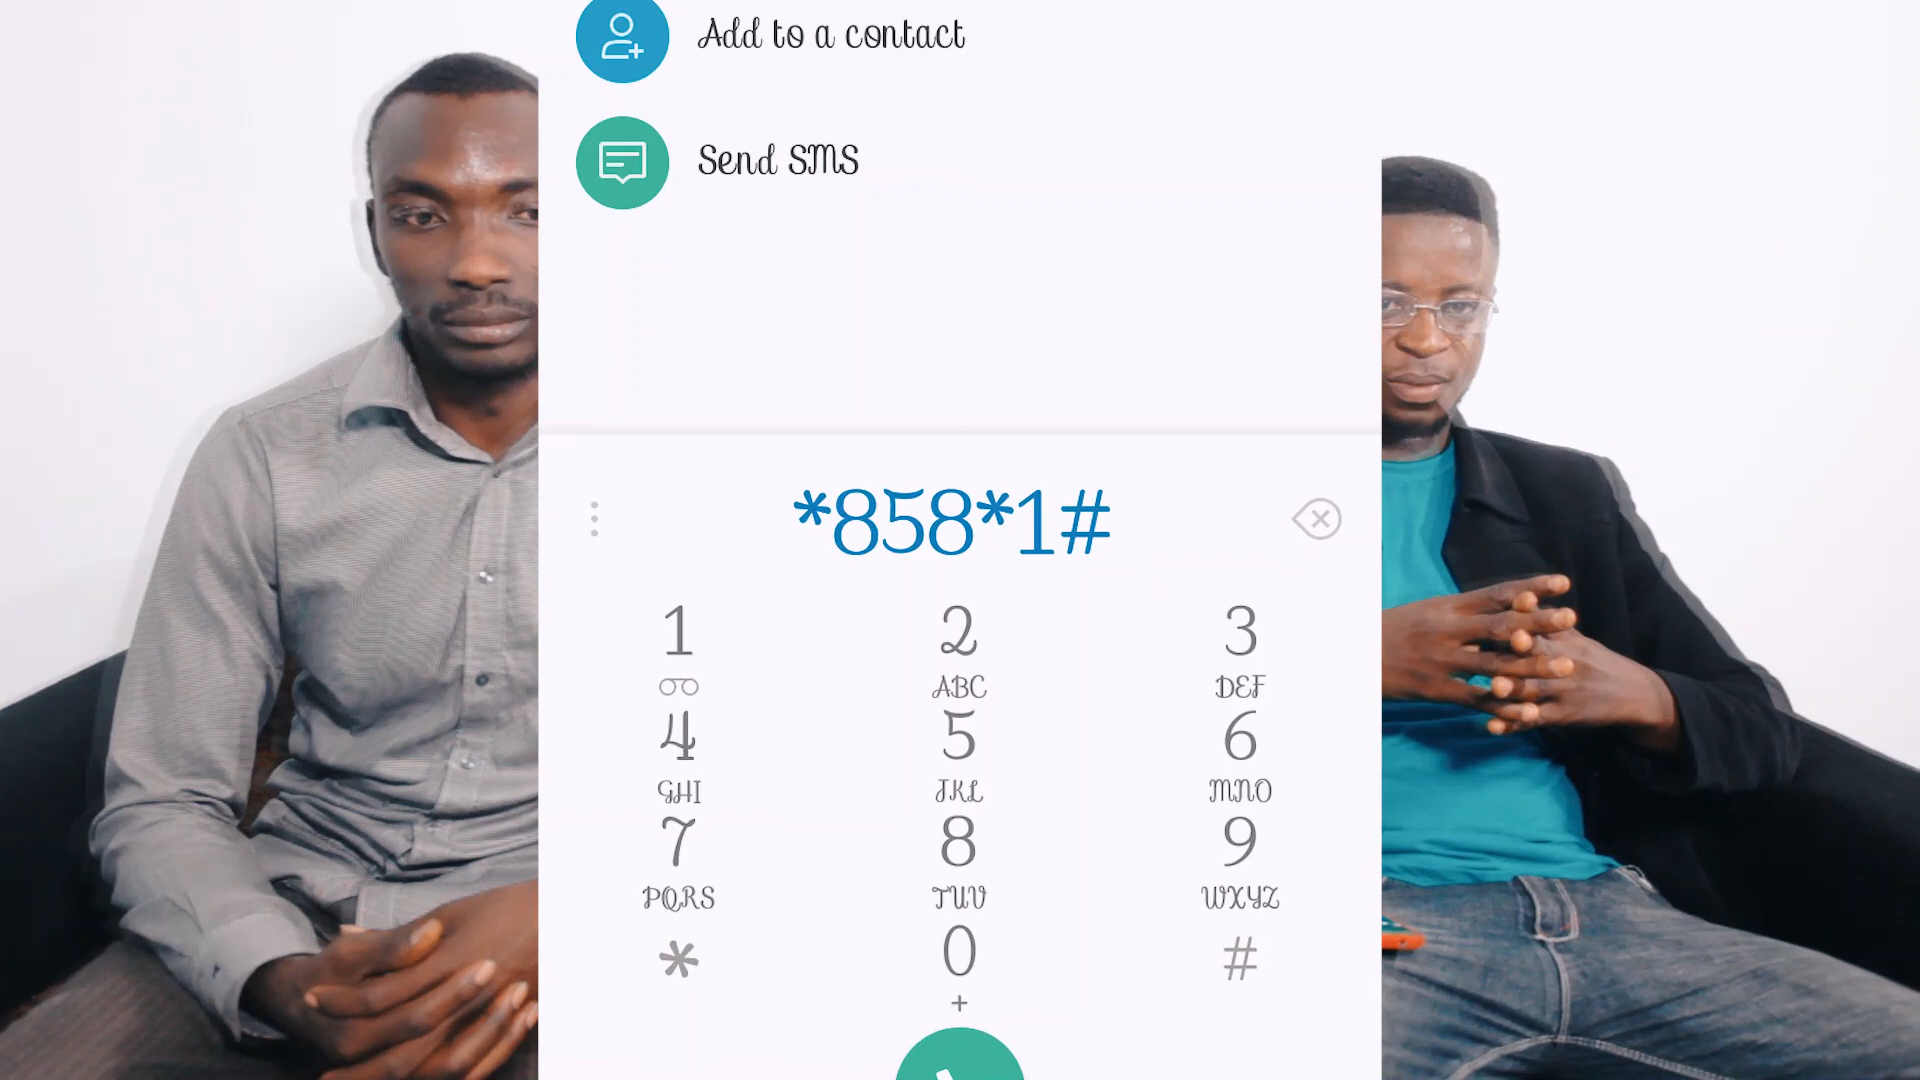 Add to a contact
Send SMS
*858*1#
1 2 3
ABC DEF
4 5 6
GHI JKL MNO
7 8 9
PQRS TUV WXYZ
* 0 #
+